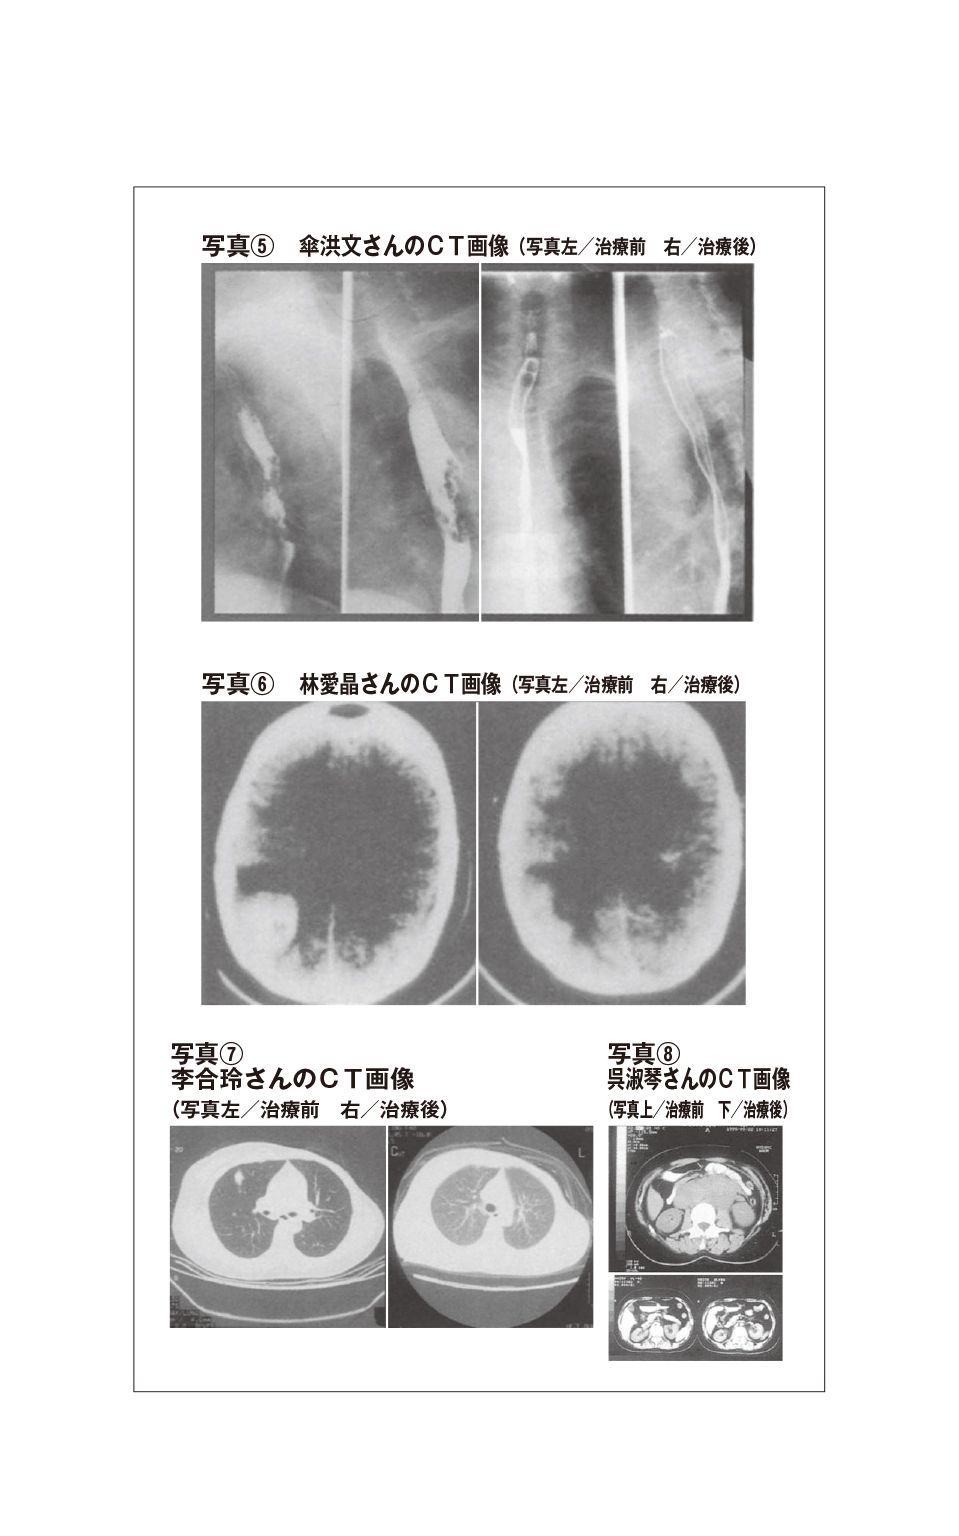 写真⑤　傘洪文さんのＣＴ画像（写真左／治療前　右／治療後）
写真⑥　林愛晶さんのＣＴ画像（写真左／治療前　右／治療後）
写真⑦
李合玲さんのＣＴ画像
（写真左／治療前　右／治療後）
写真⑧
呉淑琴さんのＣＴ画像
（写真上／治療前　下／治療後）
L
A